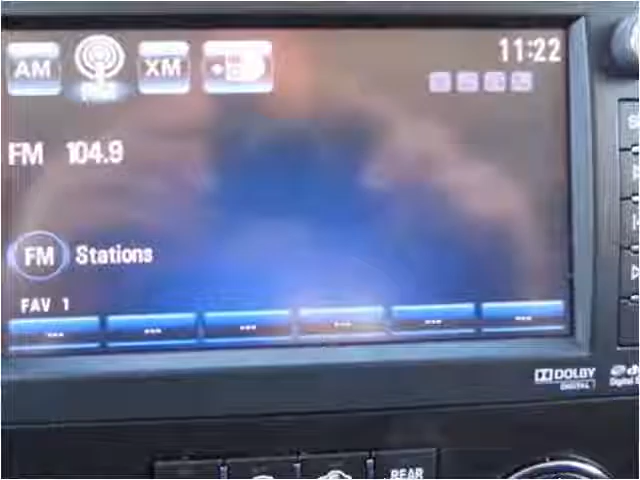 AM XM
11:22
FM 104.9
FM Stations
FAV 1
... ... ... ... ... ...
DOLBY
DIGITAL
REAR